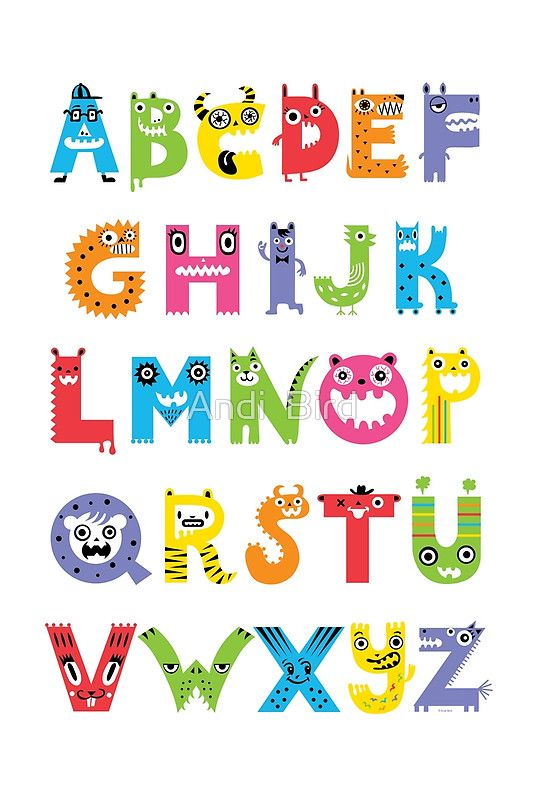 ABCDEF
GHIJK
LMNOP
Andi Bird
QRSTU
VWXYZ